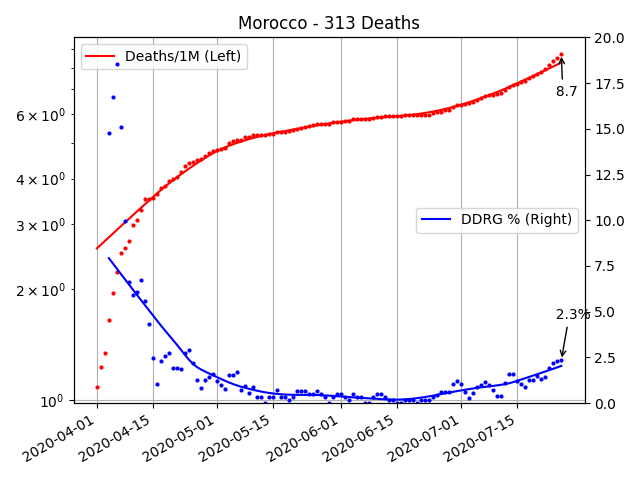 Morocco - 313 Deaths
Deaths/1M (Left)
DDRG % (Right)
8.7
2.3%
6 × 10⁰
4 × 10⁰
3 × 10⁰
2 × 10⁰
10⁰
20.0
17.5
15.0
12.5
10.0
7.5
5.0
2.5
0.0
2020-04-01
2020-04-15
2020-05-01
2020-05-15
2020-06-01
2020-06-15
2020-07-01
2020-07-15